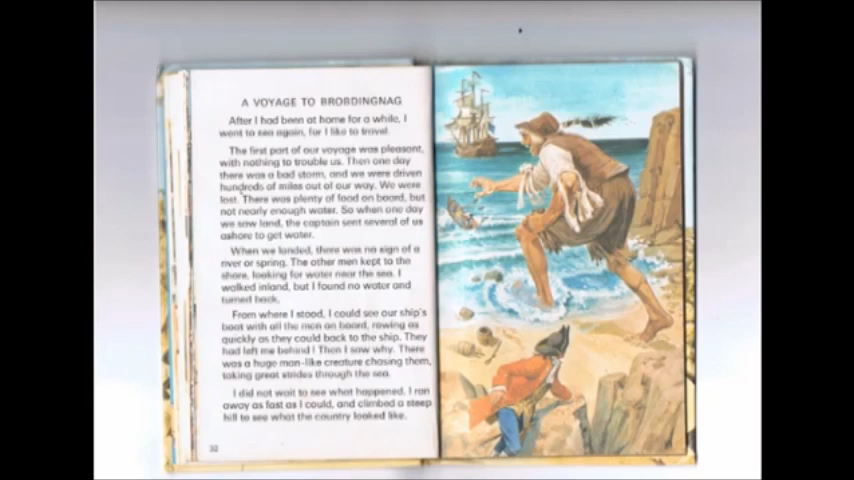 A VOYAGE TO BROBDINGNAG
After I had been at home for a while, I
went to sea again, for I like to travel.
The first part of our voyage was pleasant,
with nothing to trouble us. Then one day
there was a bad storm, and we were driven
hundreds of miles out of our way. We were
lost. There was plenty of food on board, but
not nearly enough water. So when one day
we saw land, the captain sent several of us
ashore to get water.
When we landed, there was no sign of a
river or spring. The other men kept to the
shore, looking for water near the sea. I
walked inland, but I found no water and
turned back.
From where I stood, I could see our ship's
boat with all the men on board, rowing as
quickly as they could back to the ship. They
had left me behind! Then I saw why. There
was a huge man-like creature chasing them,
taking great strides through the sea.
I did not wait to see what happened. I ran
away as fast as I could, and climbed a steep
hill to see what the country looked like.
32